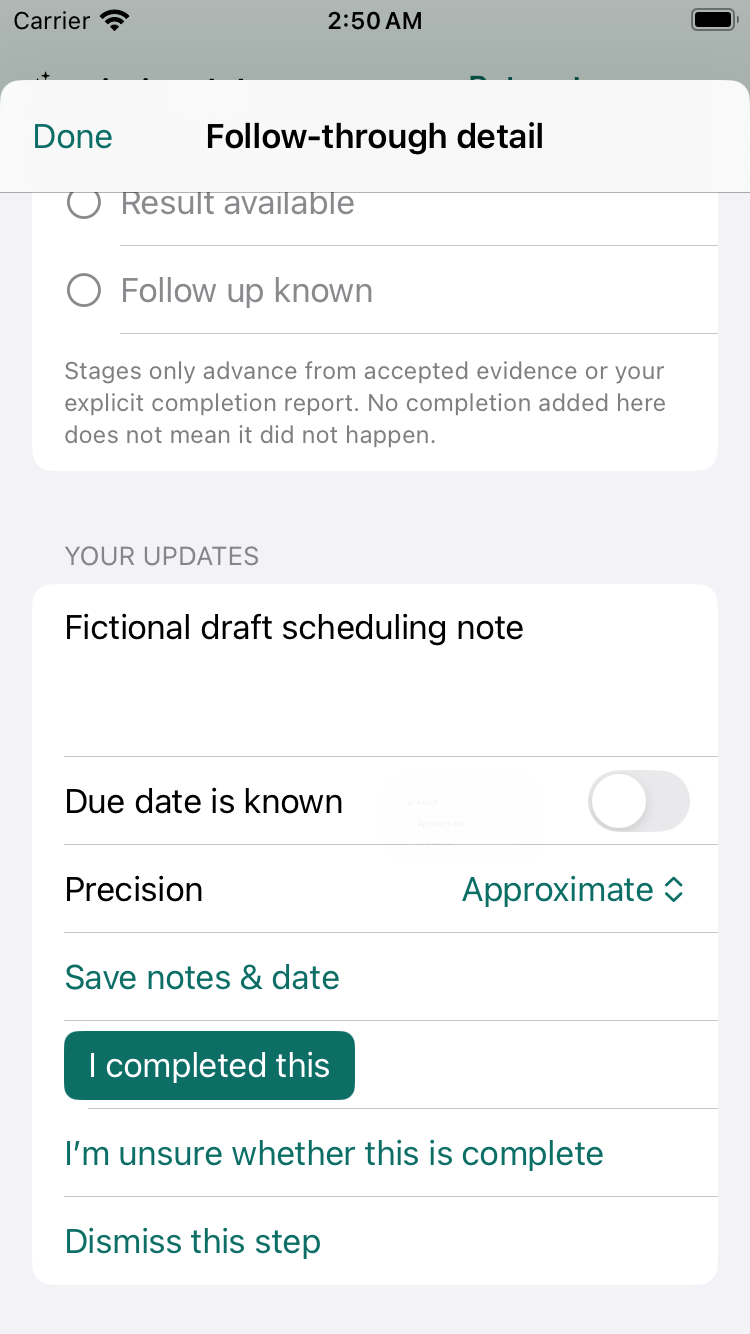 Carrier
2:50 AM
Done
Follow-through detail
Result available
Follow up known
Stages only advance from accepted evidence or your
explicit completion report. No completion added here
does not mean it did not happen.
YOUR UPDATES
Fictional draft scheduling note
Due date is known
Precision
Approximate
Save notes & date
I completed this
I’m unsure whether this is complete
Dismiss this step